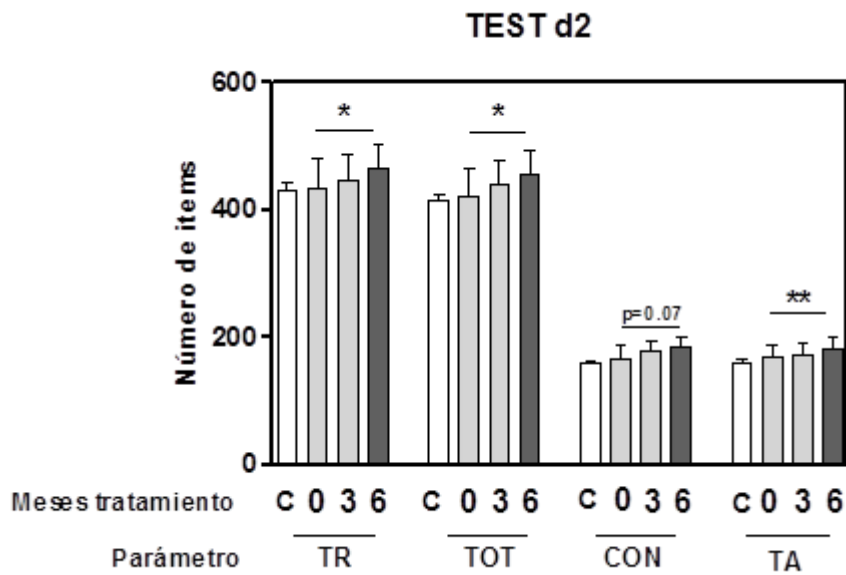 TEST d2
600
400
200
0
Número de items
*
*
p=0.07
**
Meses tratamiento C 0 3 6 C 0 3 6 C 0 3 6 C 0 3 6
Parámetro TR TOT CON TA